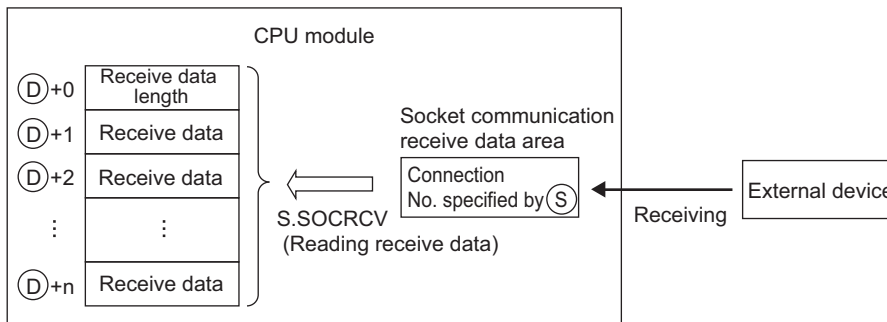 CPU module
Ⓓ+0 Receive data length
Ⓓ+1 Receive data
Ⓓ+2 Receive data
⋮ ⋮
Ⓓ+n Receive data
S.SOCRCV
(Reading receive data)
Socket communication
receive data area
Connection
No. specified by Ⓢ
Receiving
External device